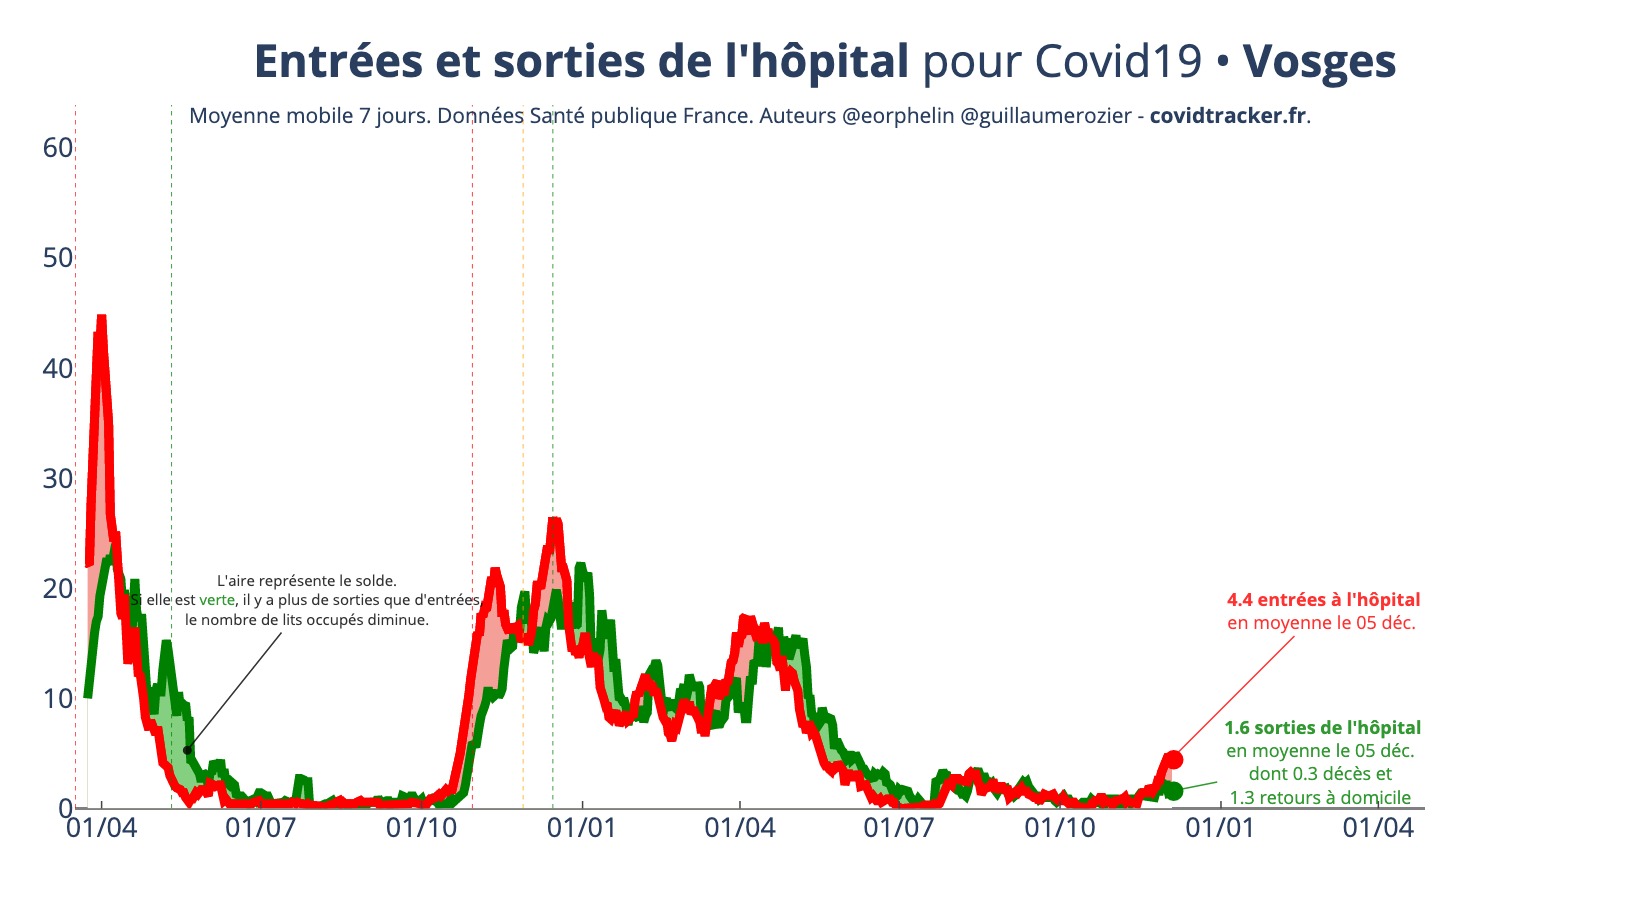 Entrées et sorties de l'hôpital pour Covid19 • Vosges
Moyenne mobile 7 jours. Données Santé publique France. Auteurs @eorphelin @guillaumerozier - covidtracker.fr.
60
50
40
30
20
10
0
L'aire représente le solde.
Si elle est verte, il y a plus de sorties que d'entrées,
le nombre de lits occupés diminue.
4.4 entrées à l'hôpital
en moyenne le 05 déc.
1.6 sorties de l'hôpital
en moyenne le 05 déc.
dont 0.3 décès et
1.3 retours à domicile
01/04 01/07 01/10 01/01 01/04 01/07 01/10 01/01 01/04